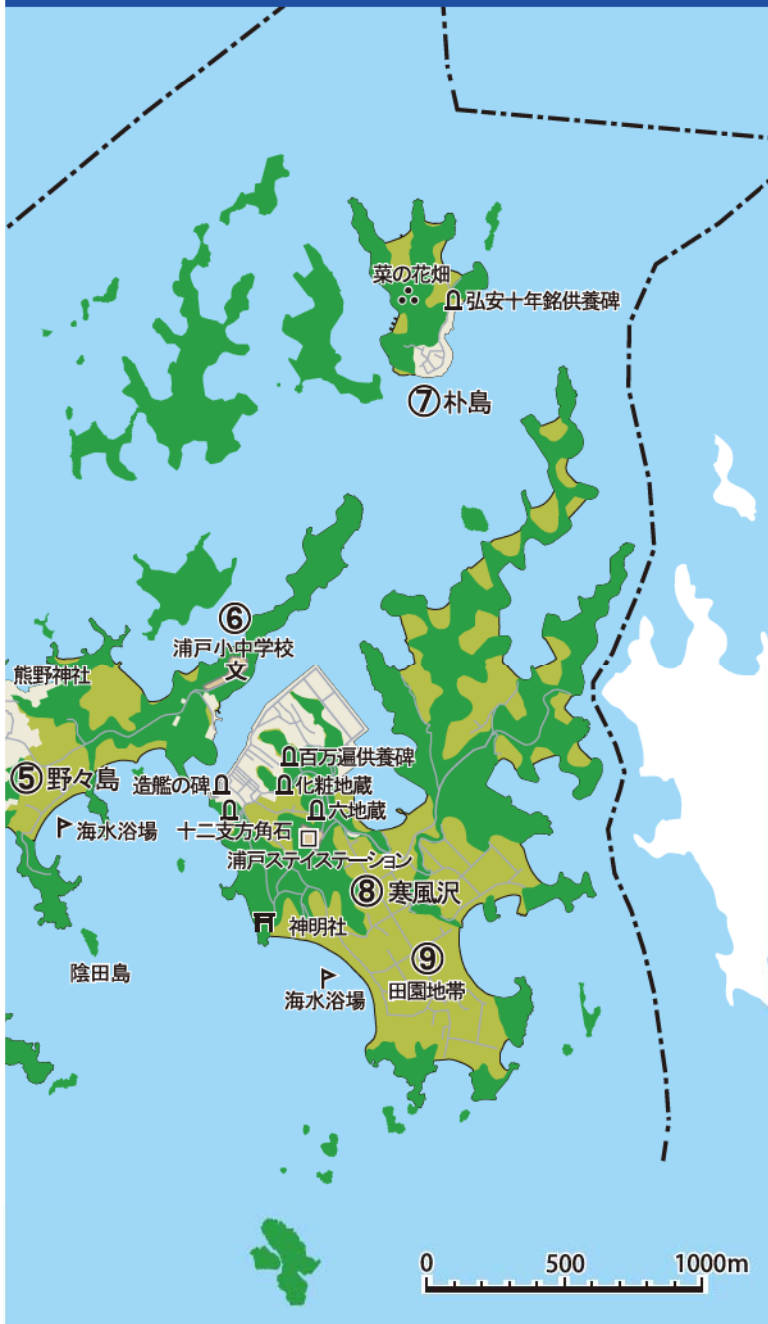 菜の花畑
弘安十年銘供養碑
⑦朴島
⑥
浦戸小中学校
文
熊野神社
百万遍供養碑
⑤野々島
造艦の碑
化粧地蔵
海水浴場
十二支方角石
六地蔵
浦戸ステイステーション
⑧寒風沢
神明社
⑨
田園地帯
陰田島
海水浴場
0 500 1000m